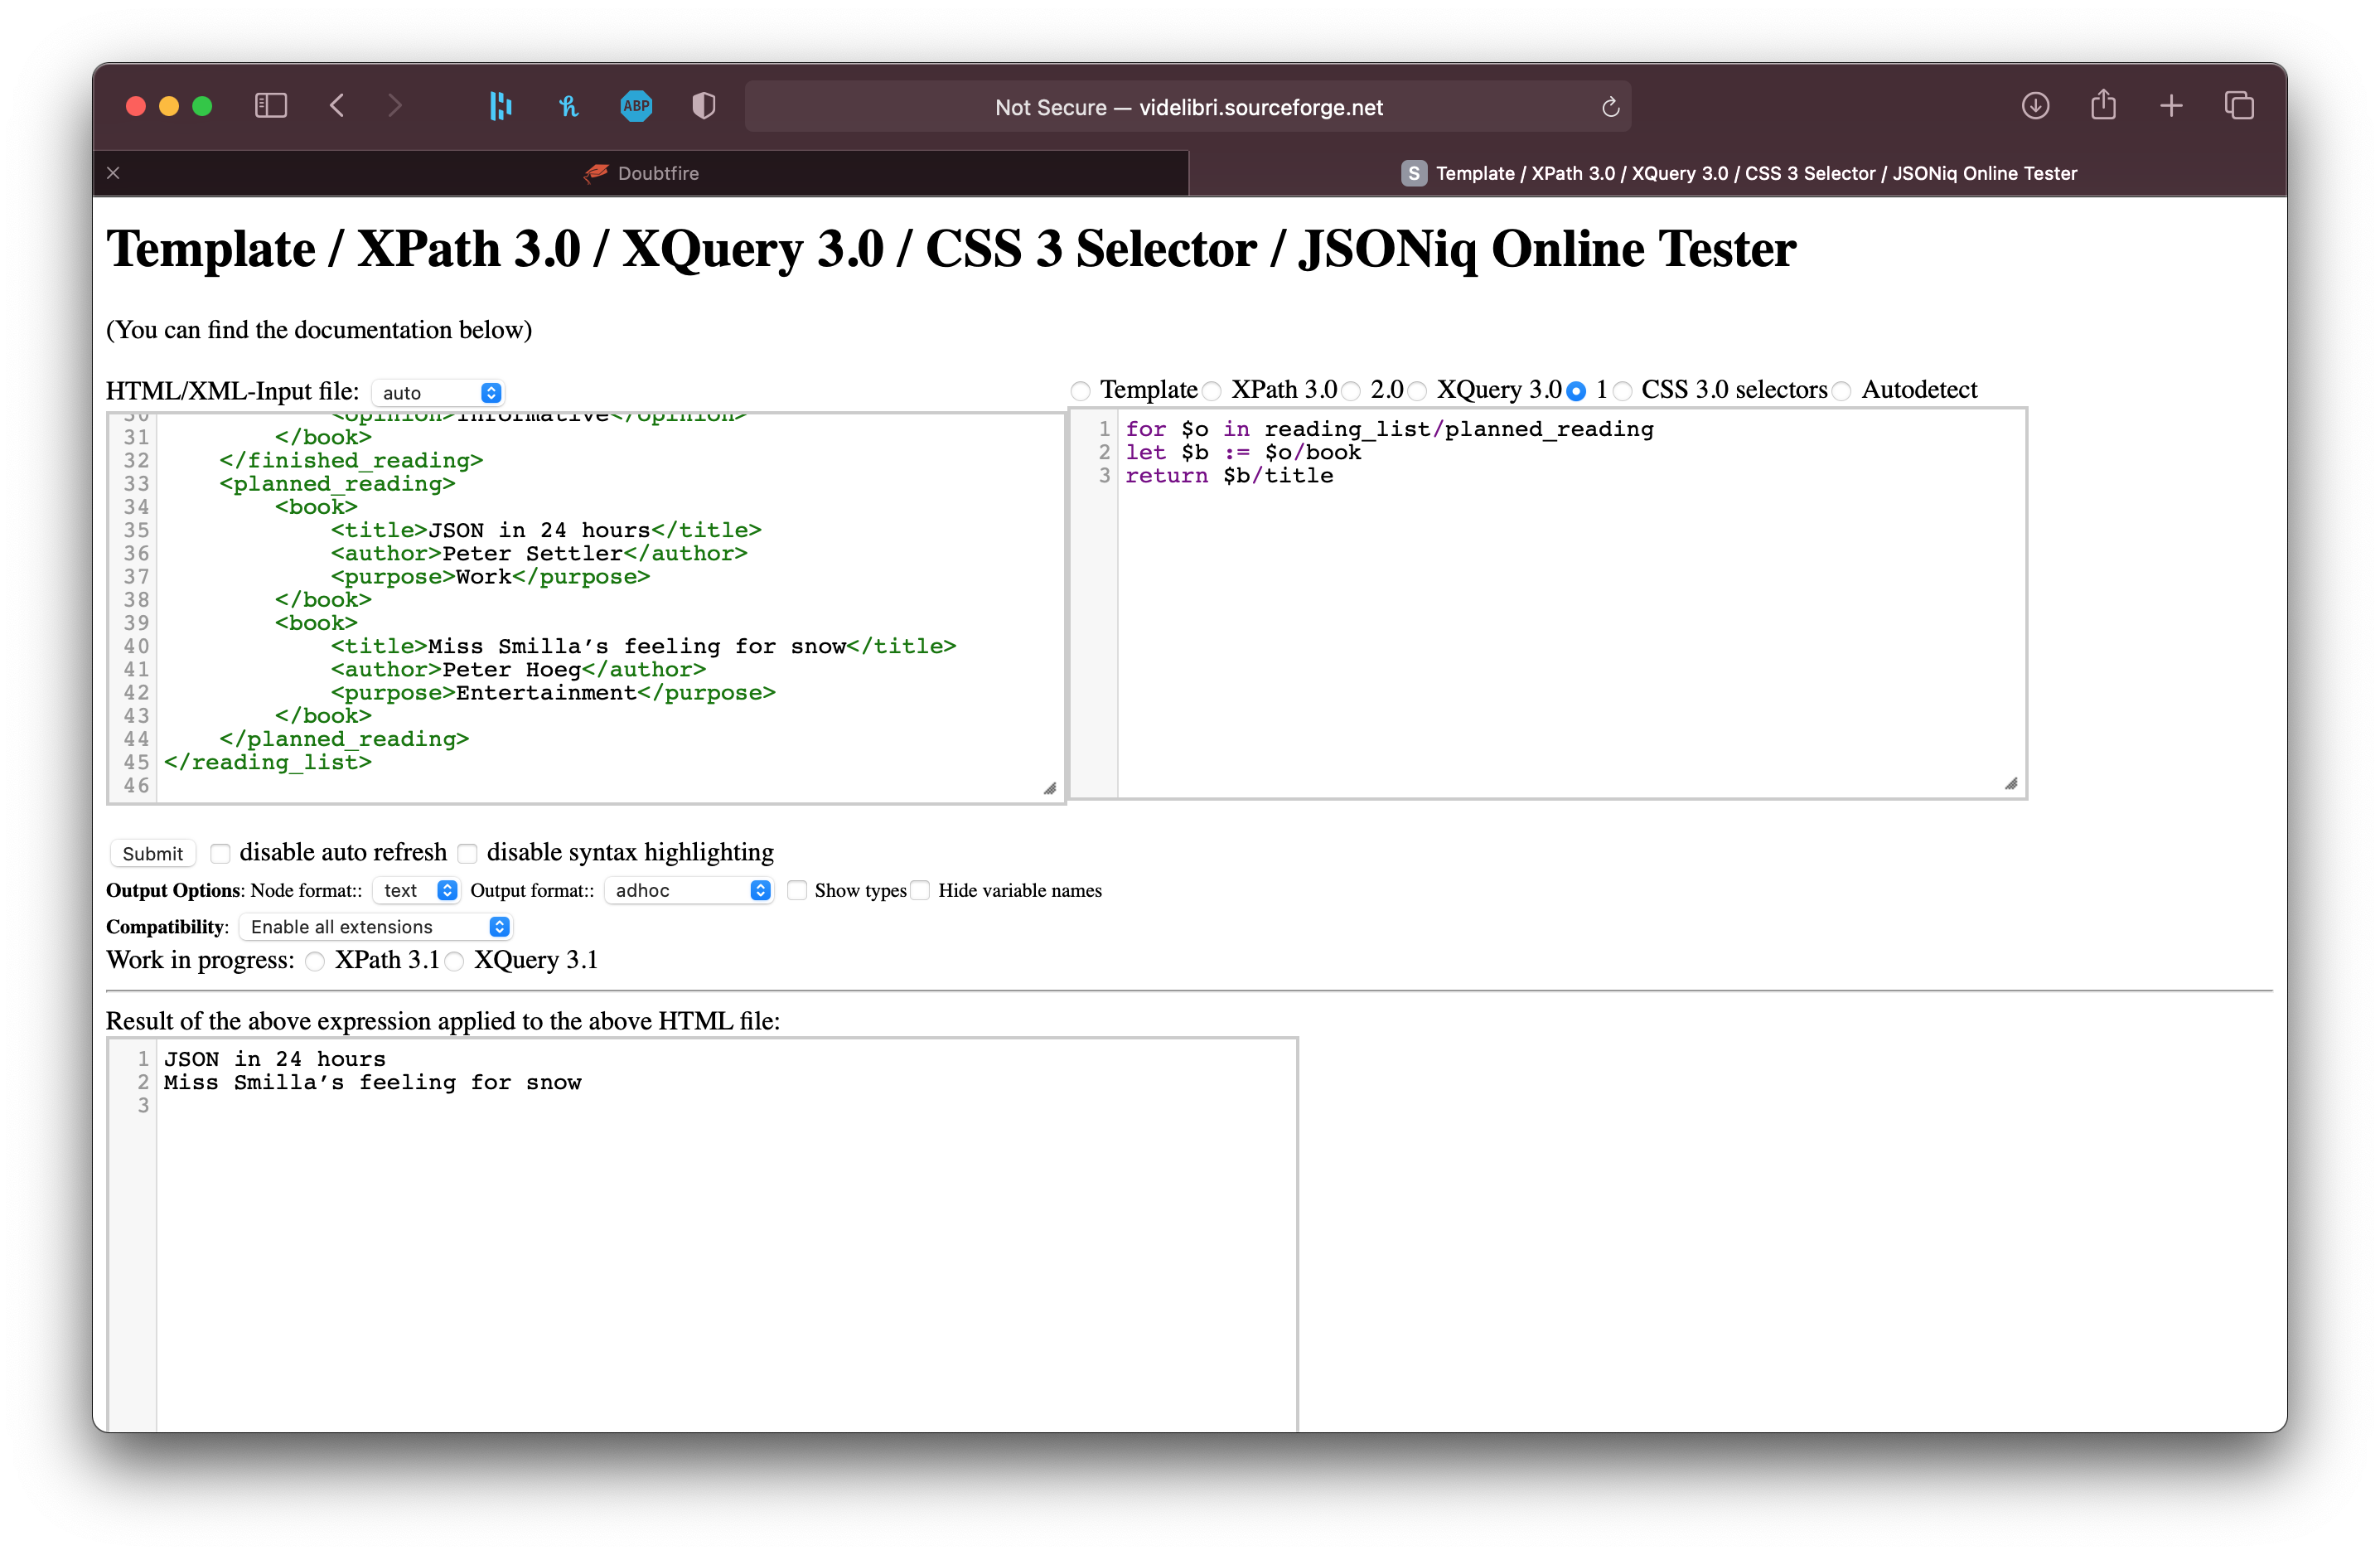 ABP
Not Secure — videlibri.sourceforge.net
Doubtfire
S Template / XPath 3.0 / XQuery 3.0 / CSS 3 Selector / JSONiq Online Tester
Template / XPath 3.0 / XQuery 3.0 / CSS 3 Selector / JSONiq Online Tester
(You can find the documentation below)
HTML/XML-Input file: auto
30 <opinion>informative</opinion>
31 </book>
32 </finished_reading>
33 <planned_reading>
34 <book>
35 <title>JSON in 24 hours</title>
36 <author>Peter Settler</author>
37 <purpose>Work</purpose>
38 </book>
39 <book>
40 <title>Miss Smilla’s feeling for snow</title>
41 <author>Peter Hoeg</author>
42 <purpose>Entertainment</purpose>
43 </book>
44 </planned_reading>
45 </reading_list>
46
Template XPath 3.0 2.0 XQuery 3.0 1 CSS 3.0 selectors Autodetect
1 for $o in reading_list/planned_reading
2 let $b := $o/book
3 return $b/title
Submit disable auto refresh disable syntax highlighting
Output Options: Node format:: text Output format:: adhoc Show types Hide variable names
Compatibility: Enable all extensions
Work in progress: XPath 3.1 XQuery 3.1
Result of the above expression applied to the above HTML file:
1 JSON in 24 hours
2 Miss Smilla’s feeling for snow
3